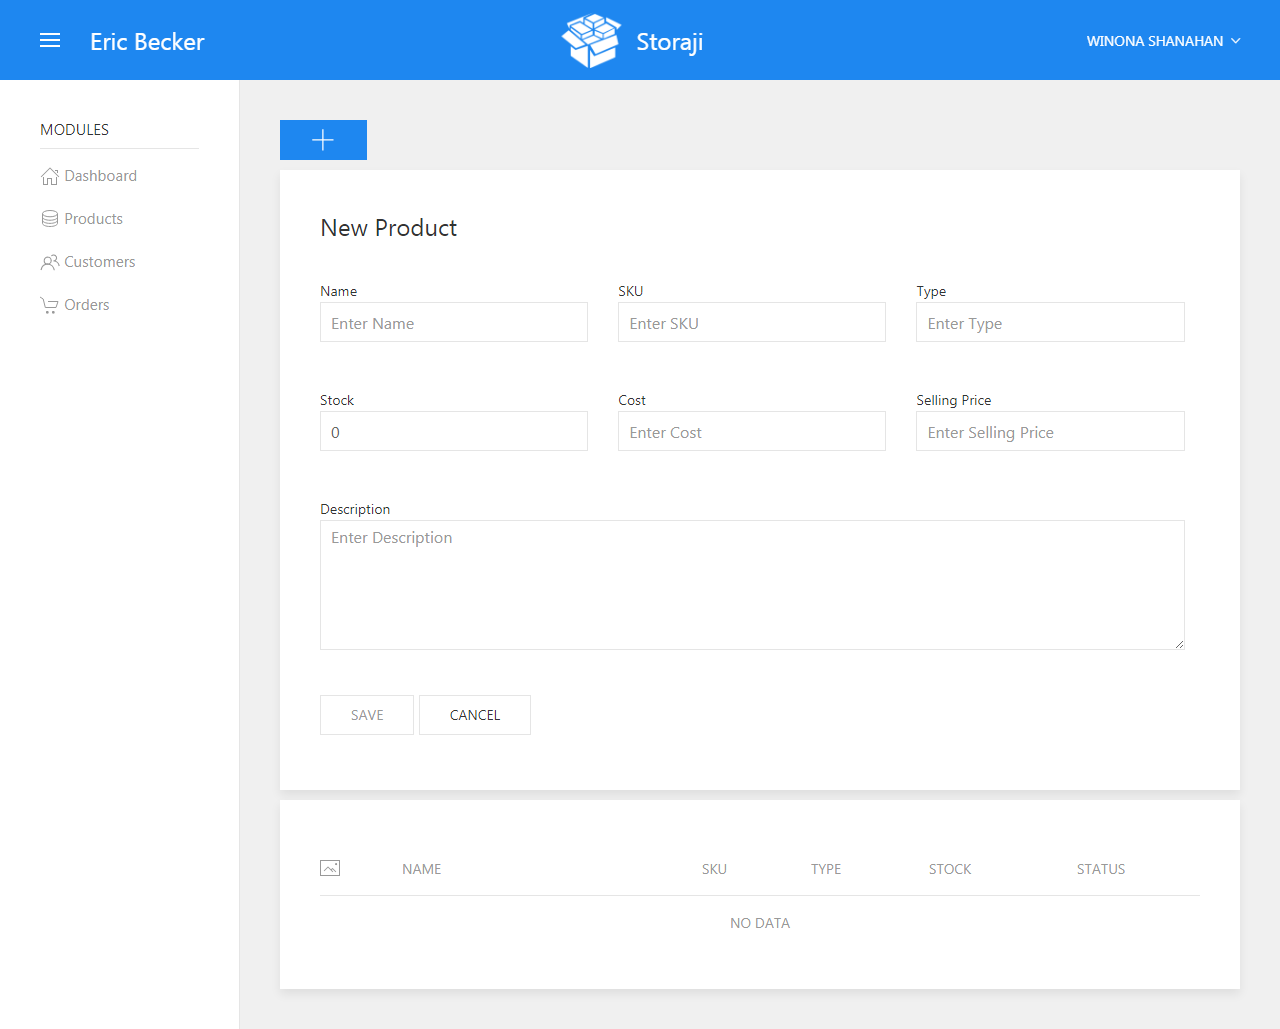 Eric Becker
Storaji
WINONA SHANAHAN
MODULES
Dashboard
Products
Customers
Orders
New Product
Name SKU Type
Enter Name Enter SKU Enter Type
Stock Cost Selling Price
0 Enter Cost Enter Selling Price
Description
Enter Description
SAVE CANCEL
NAME SKU TYPE STOCK STATUS
NO DATA